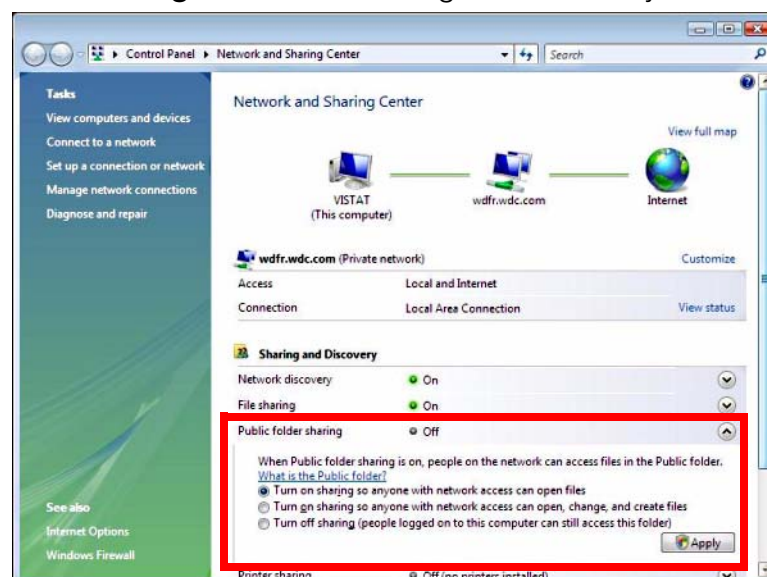 Control Panel ▸ Network and Sharing Center
Search
Tasks
View computers and devices
Connect to a network
Set up a connection or network
Manage network connections
Diagnose and repair
See also
Internet Options
Windows Firewall
Network and Sharing Center
View full map
VISTAT
(This computer)
wdfr.wdc.com
Internet
wdfr.wdc.com (Private network)
Customize
Access Local and Internet
Connection Local Area Connection View status
Sharing and Discovery
Network discovery On
File sharing On
Public folder sharing Off
When Public folder sharing is on, people on the network can access files in the Public folder.
What is the Public folder?
Turn on sharing so anyone with network access can open files
Turn on sharing so anyone with network access can open, change, and create files
Turn off sharing (people logged on to this computer can still access this folder)
Apply
Printer sharing Off (no printers installed)